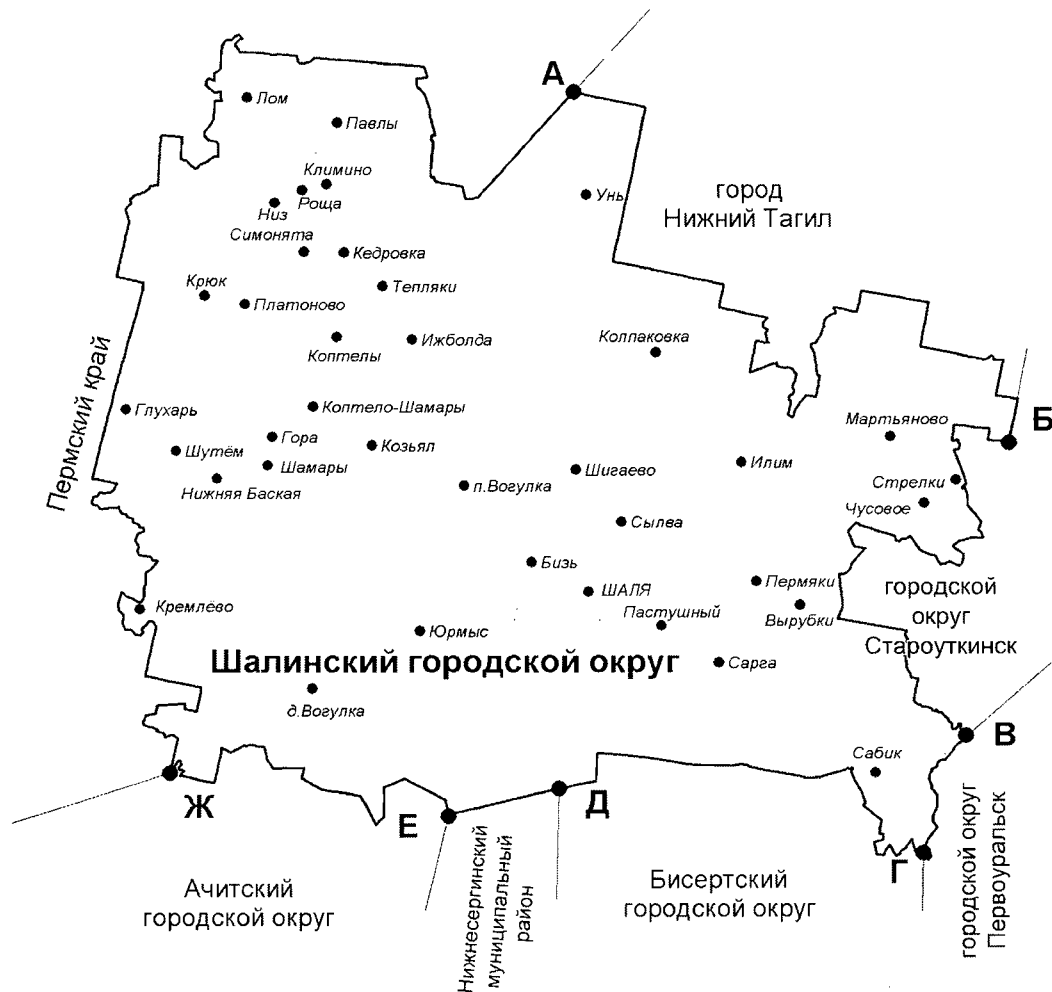 А
Лом
Павлы
Климино
Роща
Низ
Унь
город
Нижний Тагил
Симонята
Кедровка
Крюк
Тепляки
Платоново
Коптелы
Ижболда
Колпаковка
Пермский край
Глухарь
Коптело-Шамары
Мартьяново
Б
Гора
Козьял
Шутём
Шамары
Нижняя Баская
п.Вогулка
Шигаево
Илим
Стрелки
Чусовое
Сылва
Бизь
ШАЛЯ
Пермяки
Вырубки
городской
округ
Староуткинск
Кремлёво
Юрмыс
Пастушный
Шалинский городской округ
Сарга
д.Вогулка
В
Сабик
Ж
Е
Д
Г
Ачитский
городской округ
Нижнесергинский
муниципальный
район
Бисертский
городской округ
городской округ
Первоуральск